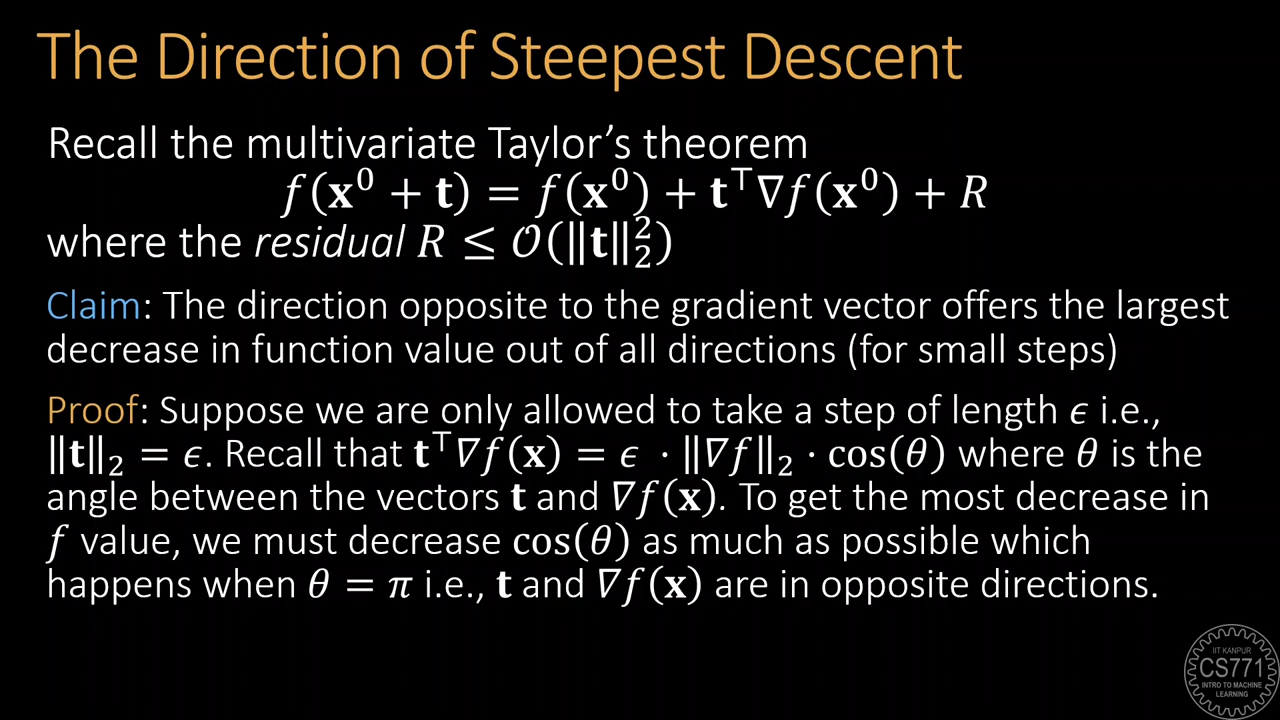 The Direction of Steepest Descent
Recall the multivariate Taylor’s theorem
𝑓(𝐱⁰ + 𝐭) = 𝑓(𝐱⁰) + 𝐭^⊤∇𝑓(𝐱⁰) + 𝑅
where the residual 𝑅 ≤ 𝒪(‖𝐭‖₂²)
Claim: The direction opposite to the gradient vector offers the largest
decrease in function value out of all directions (for small steps)
Proof: Suppose we are only allowed to take a step of length 𝜖 i.e.,
‖𝐭‖₂ = 𝜖. Recall that 𝐭^⊤∇𝑓(𝐱) = 𝜖 · ‖∇𝑓‖₂ · cos(𝜃) where 𝜃 is the
angle between the vectors 𝐭 and ∇𝑓(𝐱). To get the most decrease in
𝑓 value, we must decrease cos(𝜃) as much as possible which
happens when 𝜃 = 𝜋 i.e., 𝐭 and ∇𝑓(𝐱) are in opposite directions.
IIT KANPUR
CS771
INTRO TO MACHINE
LEARNING